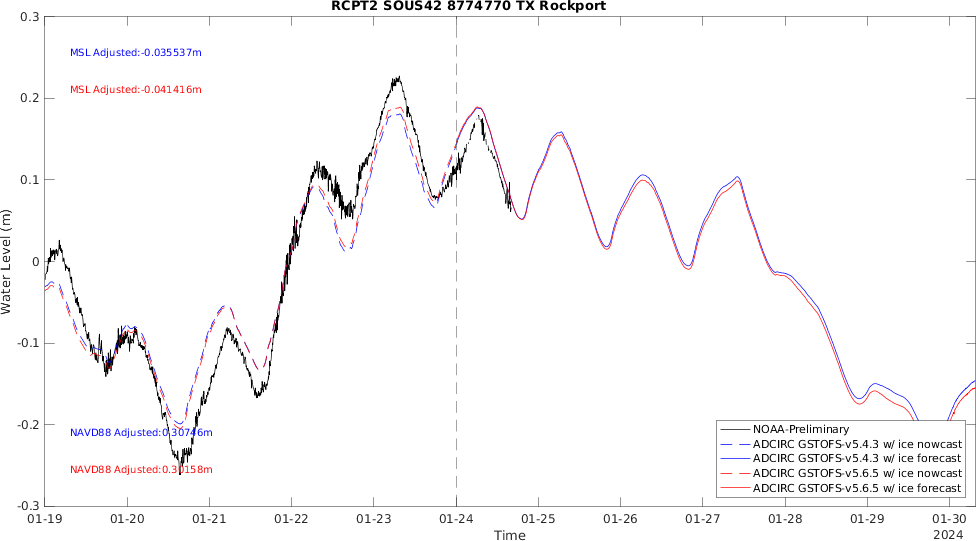 RCPT2 SOUS42 8774770 TX Rockport
0.3
MSL Adjusted:-0.035537m
MSL Adjusted:-0.041416m
0.2
0.1
0
-0.1
-0.2
-0.3
Water Level (m)
NAVD88 Adjusted:0.30746m
NAVD88 Adjusted:0.30158m
NOAA-Preliminary
ADCIRC GSTOFS-v5.4.3 w/ ice nowcast
ADCIRC GSTOFS-v5.4.3 w/ ice forecast
ADCIRC GSTOFS-v5.6.5 w/ ice nowcast
ADCIRC GSTOFS-v5.6.5 w/ ice forecast
01-19 01-20 01-21 01-22 01-23 01-24 01-25 01-26 01-27 01-28 01-29 01-30
Time
2024